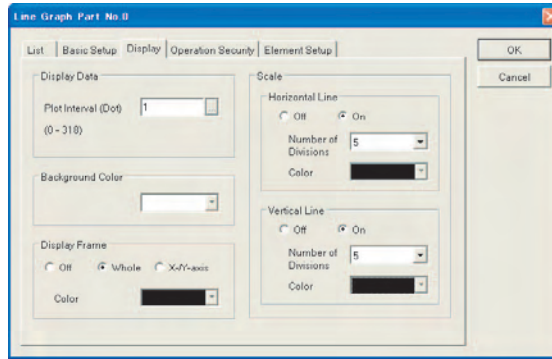 Line Graph Part No.0
List
Basic Setup
Display
Operation Security
Element Setup
OK
Cancel
Display Data
Plot Interval (Dot)
1
...
(0 - 318)
Background Color
Display Frame
Off
Whole
X-/Y-axis
Color
Scale
Horizontal Line
Off
On
Number of
Divisions
5
Color
Vertical Line
Off
On
Number of
Divisions
5
Color